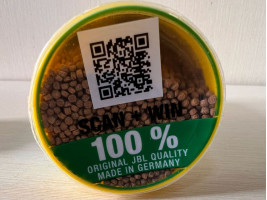 SCAN + WIN
100 %
ORIGINAL JBL QUALITY
MADE IN GERMANY